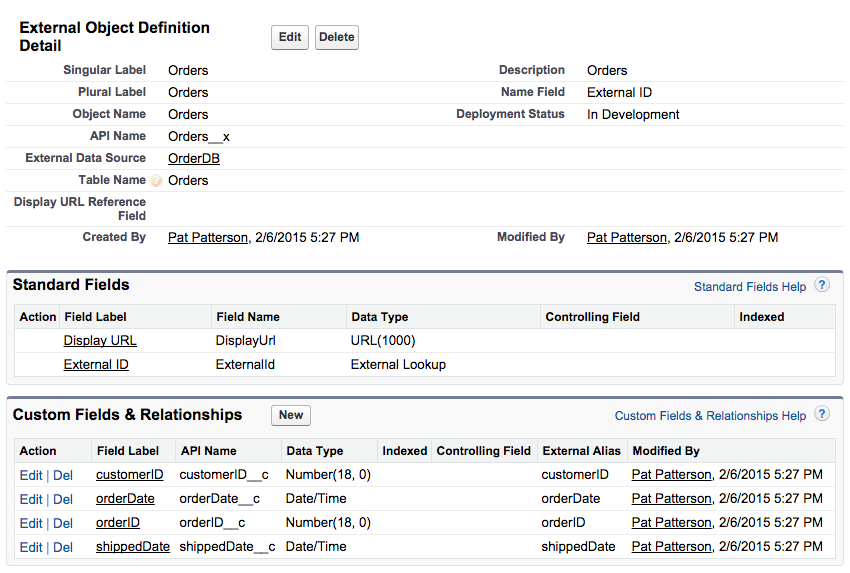 External Object Definition
Detail
Edit Delete
Singular Label Orders Description Orders
Plural Label Orders Name Field External ID
Object Name Orders Deployment Status In Development
API Name Orders__x
External Data Source OrderDB
Table Name ? Orders
Display URL Reference
Field
Created By Pat Patterson, 2/6/2015 5:27 PM Modified By Pat Patterson, 2/6/2015 5:27 PM
Standard Fields Standard Fields Help ?
Action Field Label Field Name Data Type Controlling Field Indexed
Display URL DisplayUrl URL(1000)
External ID ExternalId External Lookup
Custom Fields & Relationships New Custom Fields & Relationships Help ?
Action Field Label API Name Data Type Indexed Controlling Field External Alias Modified By
Edit | Del customerID customerID__c Number(18, 0) customerID Pat Patterson, 2/6/2015 5:27 PM
Edit | Del orderDate orderDate__c Date/Time orderDate Pat Patterson, 2/6/2015 5:27 PM
Edit | Del orderID orderID__c Number(18, 0) orderID Pat Patterson, 2/6/2015 5:27 PM
Edit | Del shippedDate shippedDate__c Date/Time shippedDate Pat Patterson, 2/6/2015 5:27 PM